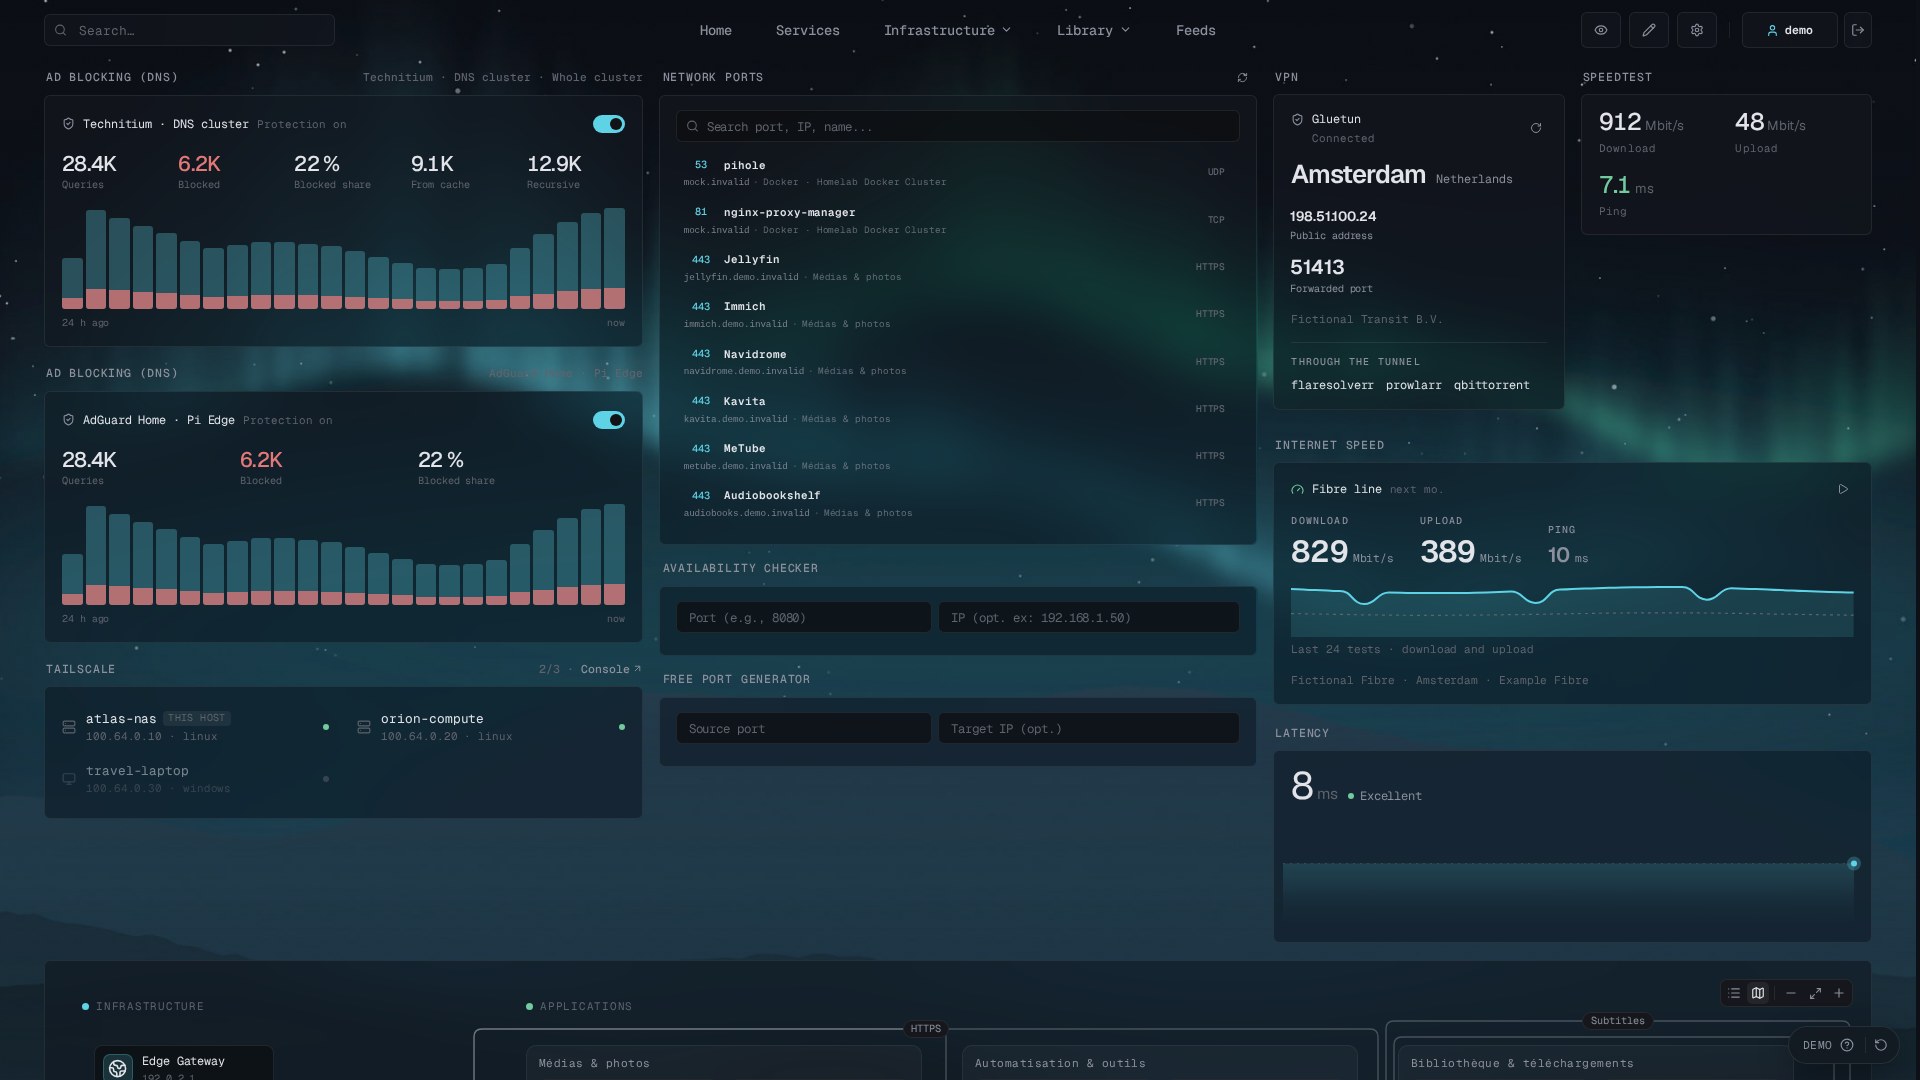 Search…
Home
Services
Infrastructure
Library
Feeds
demo
AD BLOCKING (DNS)
Technitium · DNS cluster · Whole cluster
Technitium · DNS cluster Protection on
28.4K 6.2K 22 % 9.1K 12.9K
Queries Blocked Blocked share From cache Recursive
24 h ago now
AD BLOCKING (DNS)
AdGuard Home · Pi Edge
AdGuard Home · Pi Edge Protection on
28.4K 6.2K 22 %
Queries Blocked Blocked share
24 h ago now
TAILSCALE
2/3 · Console
atlas-nas THIS HOST
100.64.0.10 · linux
orion-compute
100.64.0.20 · linux
travel-laptop
100.64.0.30 · windows
NETWORK PORTS
Search port, IP, name...
53 pihole
mock.invalid · Docker · Homelab Docker Cluster
UDP
81 nginx-proxy-manager
mock.invalid · Docker · Homelab Docker Cluster
TCP
443 Jellyfin
jellyfin.demo.invalid · Médias & photos
HTTPS
443 Immich
immich.demo.invalid · Médias & photos
HTTPS
443 Navidrome
navidrome.demo.invalid · Médias & photos
HTTPS
443 Kavita
kavita.demo.invalid · Médias & photos
HTTPS
443 MeTube
metube.demo.invalid · Médias & photos
HTTPS
443 Audiobookshelf
audiobooks.demo.invalid · Médias & photos
HTTPS
AVAILABILITY CHECKER
Port (e.g., 8080)
IP (opt. ex: 192.168.1.50)
FREE PORT GENERATOR
Source port
Target IP (opt.)
VPN
Gluetun
Connected
Amsterdam Netherlands
198.51.100.24
Public address
51413
Forwarded port
Fictional Transit B.V.
THROUGH THE TUNNEL
flaresolverr prowlarr qbittorrent
SPEEDTEST
912 Mbit/s 48 Mbit/s
Download Upload
7.1 ms
Ping
INTERNET SPEED
Fibre line next mo.
DOWNLOAD UPLOAD PING
829 Mbit/s 389 Mbit/s 10 ms
Last 24 tests · download and upload
Fictional Fibre · Amsterdam · Example Fibre
LATENCY
8 ms Excellent
INFRASTRUCTURE
APPLICATIONS
HTTPS
Subtitles
Edge Gateway
192.0.2.1
Médias & photos
Automatisation & outils
Bibliothèque & téléchargements
DEMO